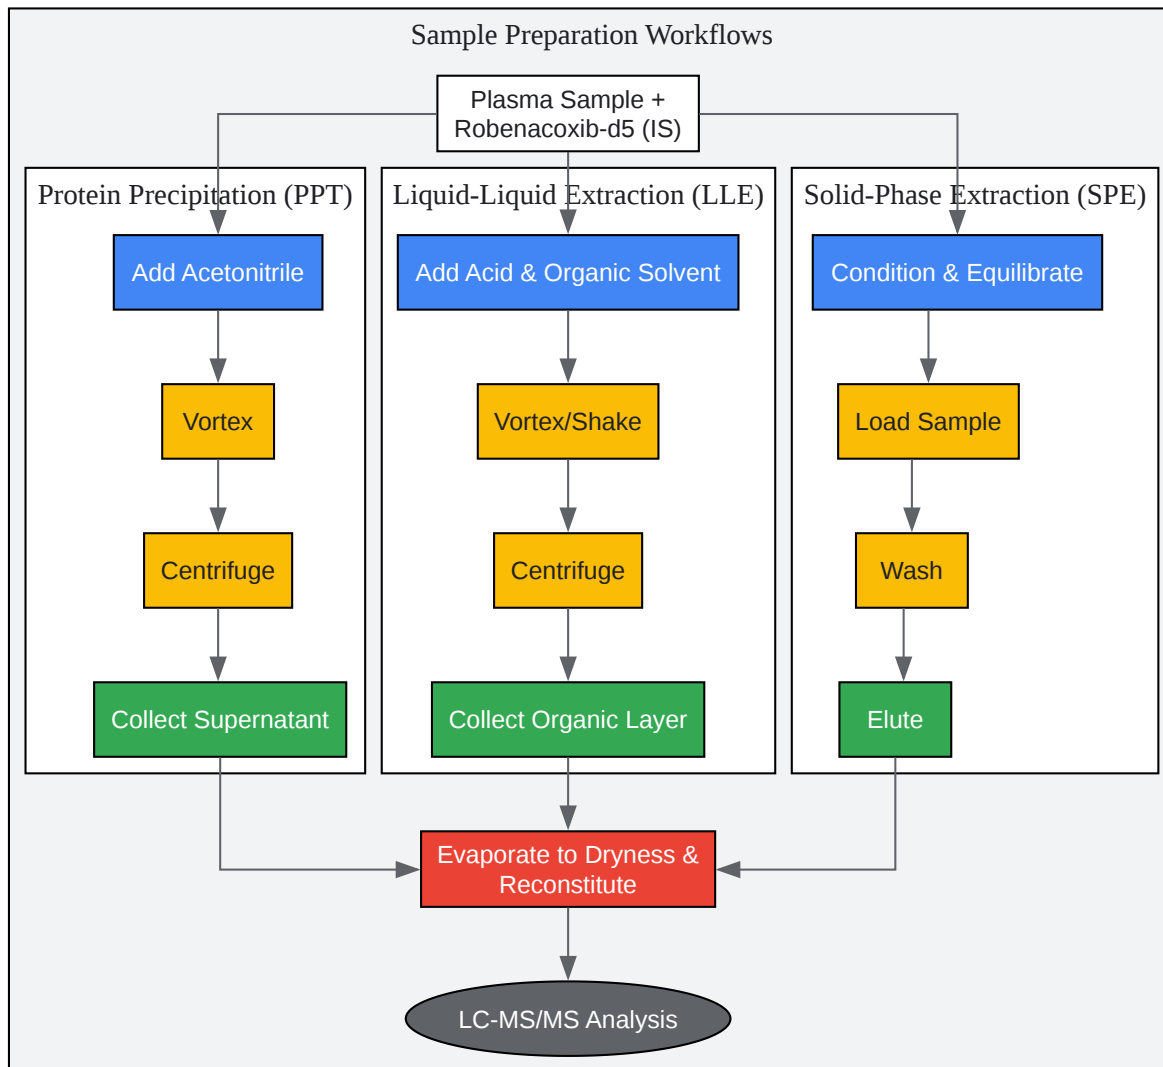 Sample Preparation Workflows
Plasma Sample +
Robenacoxib-d5 (IS)
Protein Precipitation (PPT)
Add Acetonitrile
Vortex
Centrifuge
Collect Supernatant
Liquid-Liquid Extraction (LLE)
Add Acid & Organic Solvent
Vortex/Shake
Centrifuge
Collect Organic Layer
Solid-Phase Extraction (SPE)
Condition & Equilibrate
Load Sample
Wash
Elute
Evaporate to Dryness &
Reconstitute
LC-MS/MS Analysis